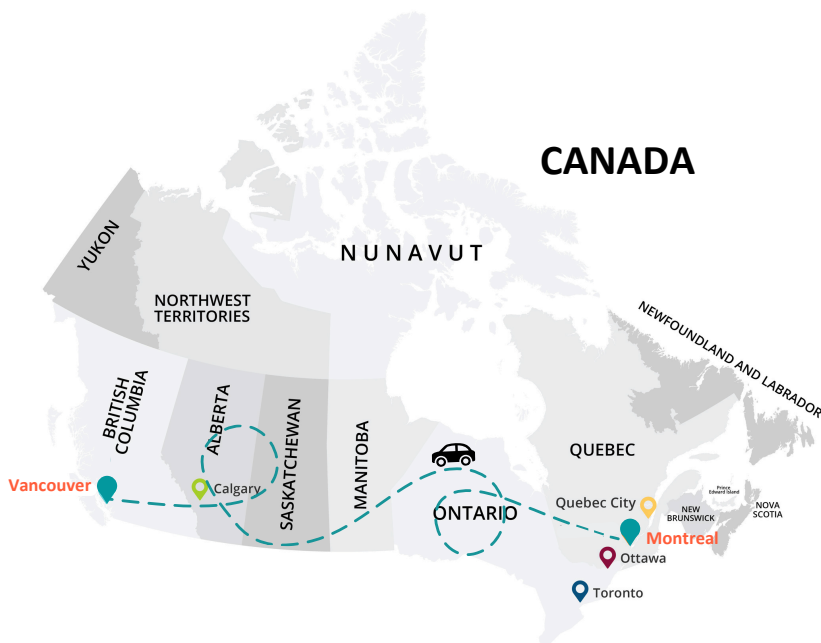 CANADA
YUKON
NUNAVUT
NORTHWEST
TERRITORIES
NEWFOUNDLAND AND LABRADOR
BRITISH
COLUMBIA
ALBERTA
SASKATCHEWAN
MANITOBA
QUEBEC
Vancouver
Calgary
ONTARIO
Quebec City
Prince
Edward Island
NEW
BRUNSWICK
NOVA
SCOTIA
Montreal
Ottawa
Toronto